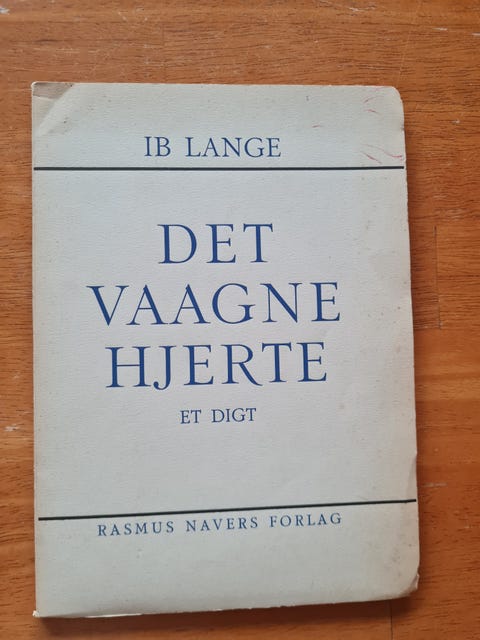 IB LANGE
DET
VAAGNE
HJERTE
ET DIGT
RASMUS NAVERS FORLAG